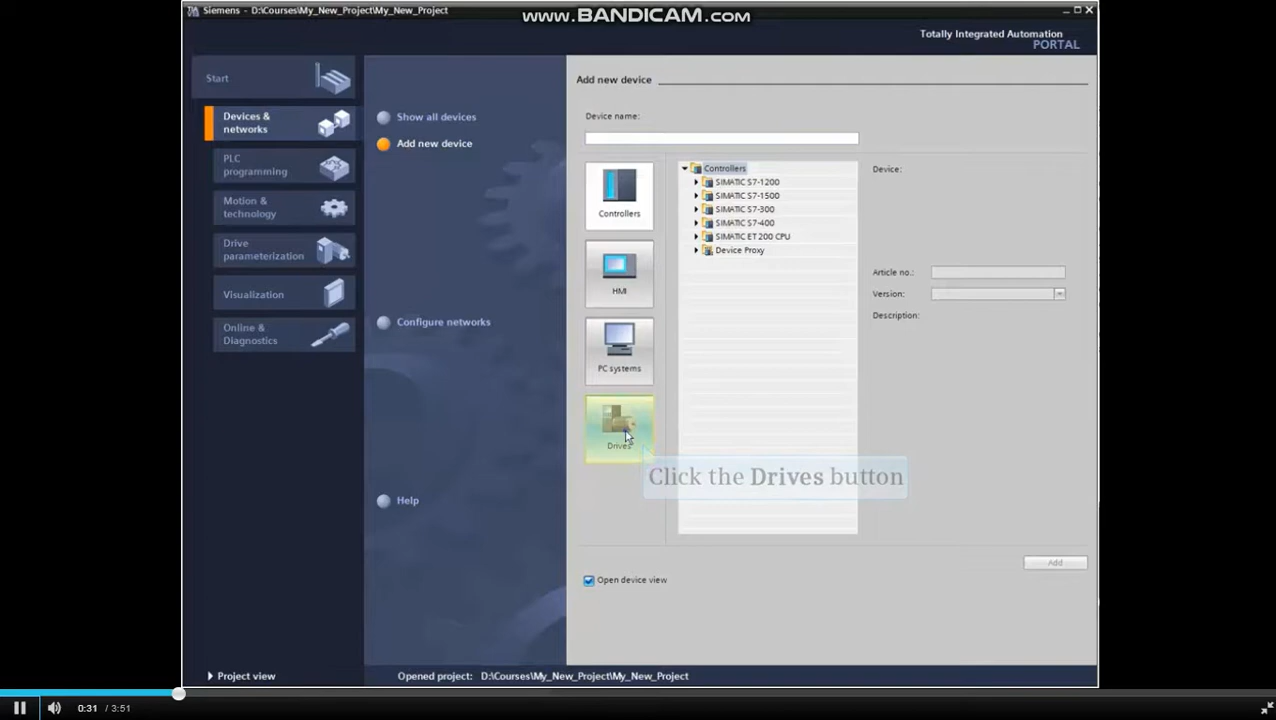 Siemens - D:\Courses\My_New_Project\My_New_Project
www.BANDICAM.com
Totally Integrated Automation
PORTAL
Start
Devices &
networks
PLC
programming
Motion &
technology
Drive
parameterization
Visualization
Online &
Diagnostics
Show all devices
Add new device
Configure networks
Help
Add new device
Device name:
Controllers
HMI
PC systems
Drives
Controllers
SIMATIC S7-1200
SIMATIC S7-1500
SIMATIC S7-300
SIMATIC S7-400
SIMATIC ET 200 CPU
Device Proxy
Device:
Article no.:
Version:
Description:
Click the Drives button
Add
Open device view
Project view
Opened project: D:\Courses\My_New_Project\My_New_Project
0:31 / 3:51